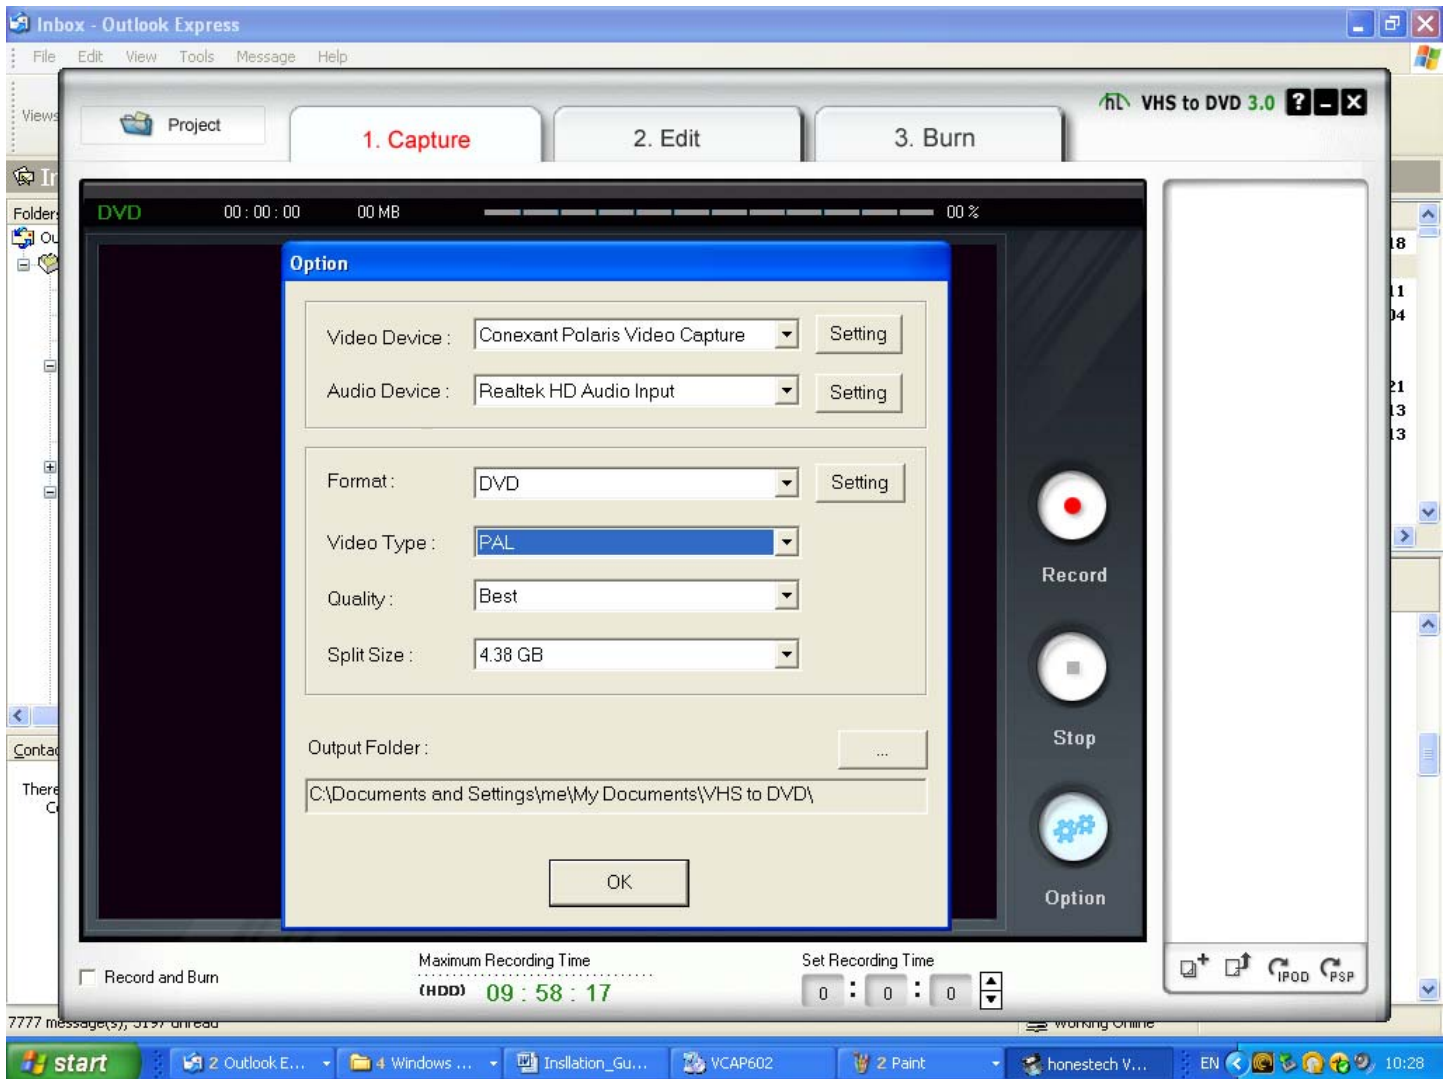 Inbox - Outlook Express
File Edit View Tools Message Help
Views
Project
1. Capture
2. Edit
3. Burn
VHS to DVD 3.0
DVD 00 : 00 : 00 00 MB 00 %
Option
Video Device : Conexant Polaris Video Capture Setting
Audio Device : Realtek HD Audio Input Setting
Format : DVD Setting
Video Type : PAL
Quality : Best
Split Size : 4.38 GB
Output Folder : ...
C:\Documents and Settings\me\My Documents\VHS to DVD\
OK
Record
Stop
Option
Record and Burn
Maximum Recording Time
(HDD) 09 : 58 : 17
Set Recording Time
0 : 0 : 0
IPOD PSP
Working Online
start 2 Outlook E... 4 Windows ... Insllation_Gu... VCAP602 2 Paint honestech V... EN 10:28